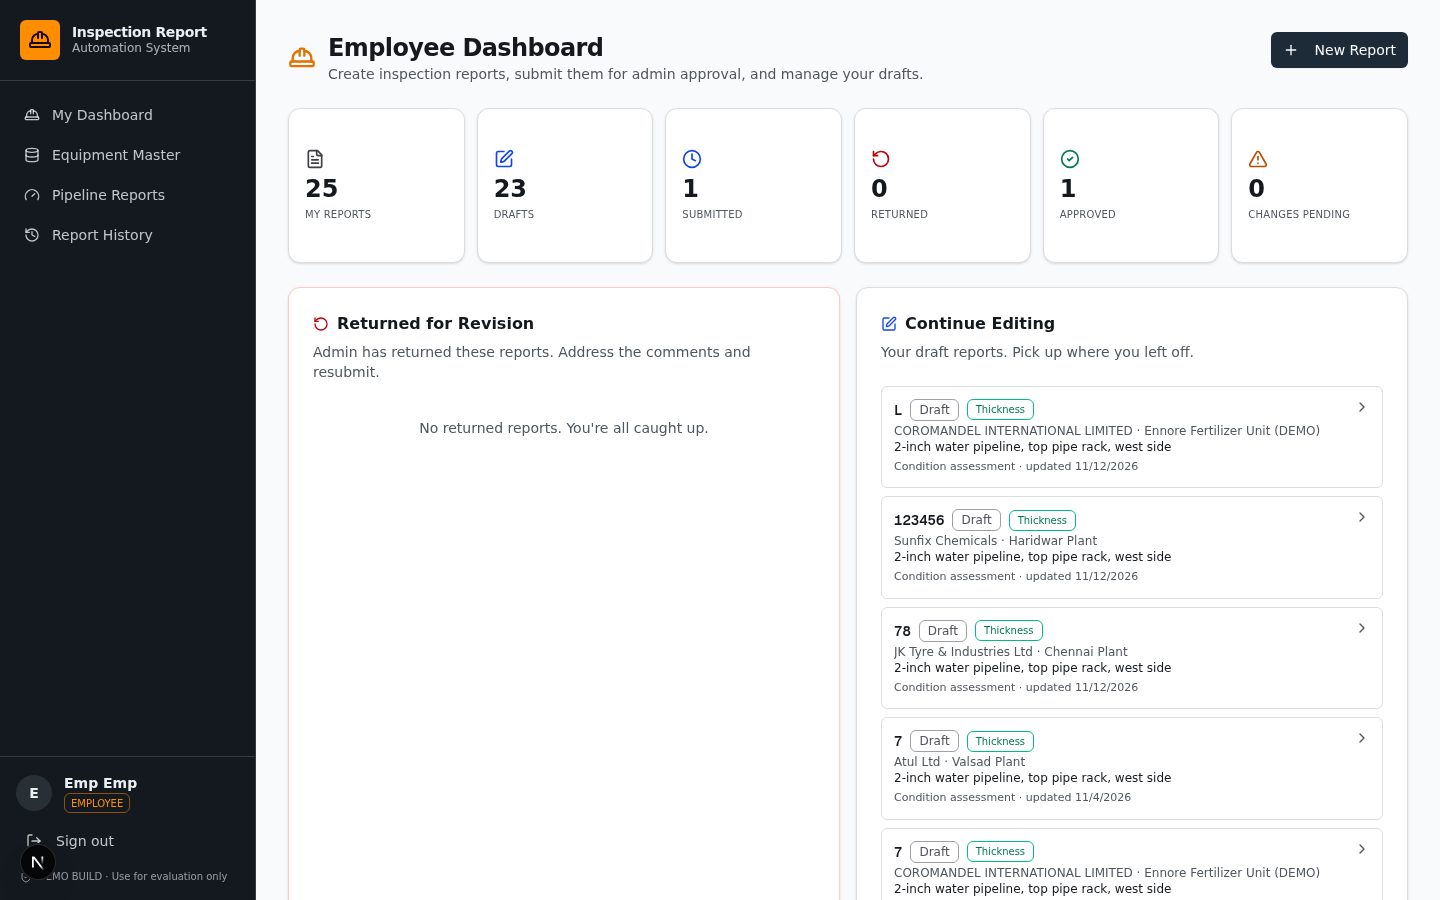 Inspection Report
Automation System
My Dashboard
Equipment Master
Pipeline Reports
Report History
E
Emp Emp
EMPLOYEE
Sign out
N
EMO BUILD · Use for evaluation only
Employee Dashboard
Create inspection reports, submit them for admin approval, and manage your drafts.
New Report
25
MY REPORTS
23
DRAFTS
1
SUBMITTED
0
RETURNED
1
APPROVED
0
CHANGES PENDING
Returned for Revision
Admin has returned these reports. Address the comments and
resubmit.
No returned reports. You're all caught up.
Continue Editing
Your draft reports. Pick up where you left off.
L Draft Thickness
COROMANDEL INTERNATIONAL LIMITED · Ennore Fertilizer Unit (DEMO)
2-inch water pipeline, top pipe rack, west side
Condition assessment · updated 11/12/2026
123456 Draft Thickness
Sunfix Chemicals · Haridwar Plant
2-inch water pipeline, top pipe rack, west side
Condition assessment · updated 11/12/2026
78 Draft Thickness
JK Tyre & Industries Ltd · Chennai Plant
2-inch water pipeline, top pipe rack, west side
Condition assessment · updated 11/12/2026
7 Draft Thickness
Atul Ltd · Valsad Plant
2-inch water pipeline, top pipe rack, west side
Condition assessment · updated 11/4/2026
7 Draft Thickness
COROMANDEL INTERNATIONAL LIMITED · Ennore Fertilizer Unit (DEMO)
2-inch water pipeline, top pipe rack, west side